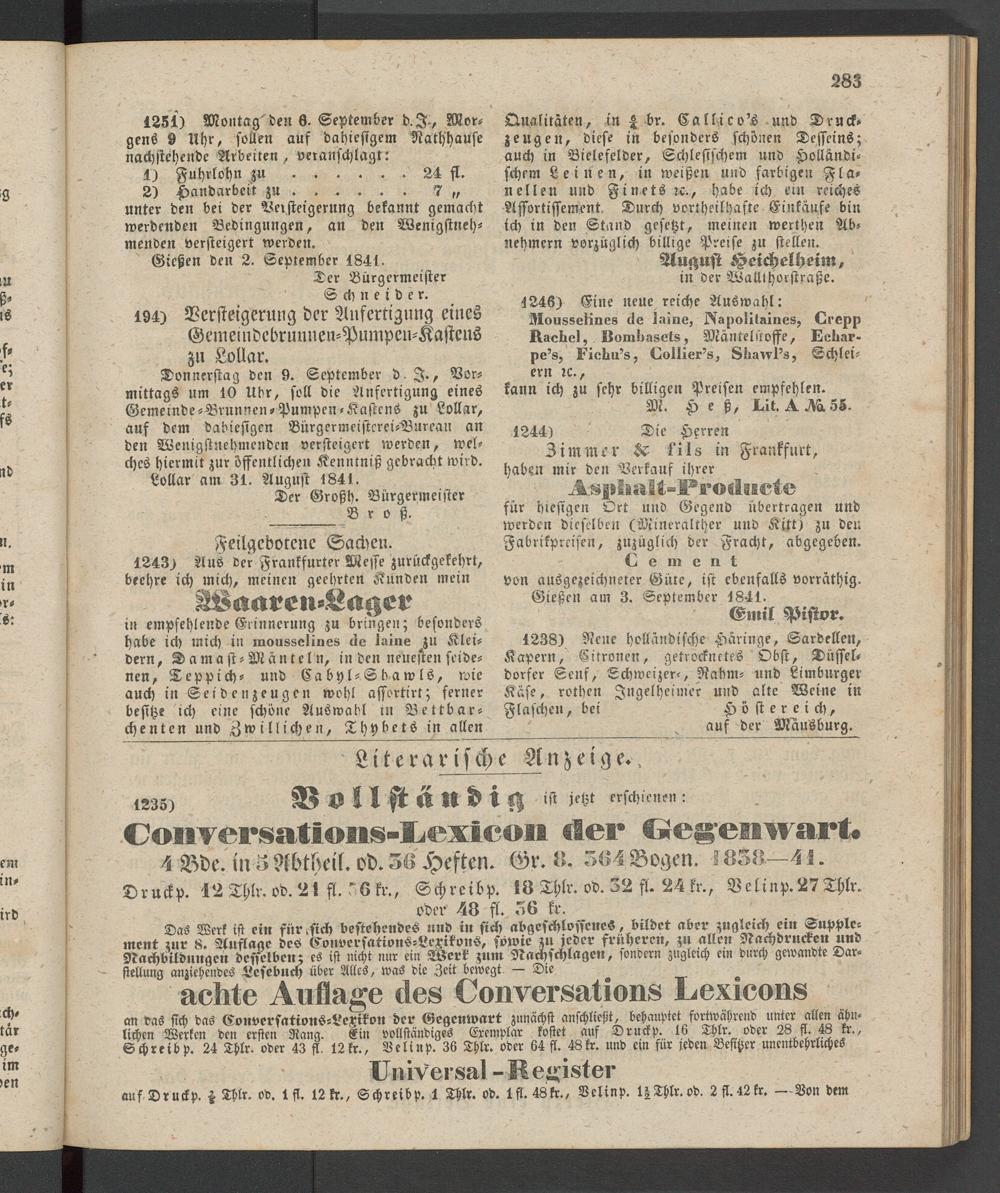 283
1251) Montag den 6. September d. J., Mor-
gens 9 Uhr, sollen auf dahiesigem Rathhause
nachstehende Arbeiten, veranschlagt:
1) Fuhrlohn zu . . . . . . 24 fl.
2) Handarbeit zu . . . . . . 7 „
unter den bei der Versteigerung bekannt gemacht
werdenden Bedingungen, an den Wenigstneh-
menden versteigert werden.
Gießen den 2. September 1841.
Der Bürgermeister
Schneider.
194) Versteigerung der Anfertigung eines
Gemeindebrunnen-Pumpen-Kastens
zu Lollar.
Donnerstag den 9. September d. J., Vor-
mittags um 10 Uhr, soll die Anfertigung eines
Gemeinde-Brunnen-Pumpen-Kastens zu Lollar,
auf dem dahiesigen Bürgermeisterei-Bureau an
den Wenigstnehmenden versteigert werden, wel-
ches hiermit zur öffentlichen Kenntniß gebracht wird.
Lollar am 31. August 1841.
Der Großh. Bürgermeister
Broß.
Feilgebotene Sachen.
1243) Aus der Frankfurter Messe zurückgekehrt,
beehre ich mich, meinen geehrten Kunden mein
Waaren-Lager
in empfehlende Erinnerung zu bringen; besonders
habe ich mich in mousselines de laine zu Klei-
dern, Damast-Mänteln, in den neuesten seide-
nen, Teppich- und Cabyl-Shawls, wie
auch in Seidenzeugen wohl assortirt; ferner
besitze ich eine schöne Auswahl in Bettbar-
chenten und Zwillichen, Thybets in allen
Qualitäten, in br. Callico's und Druck-
zeugen, diese in besonders schönen Desseins;
auch in Bielefelder, Schlesischem und Holländi-
schem Leinen, in weißen und farbigen Fla-
nellen und Finets ꝛc., habe ich ein reiches
Assortissement. Durch vortheilhafte Einkäufe bin
ich in den Stand gesetzt, meinen werthen Ab-
nehmern vorzüglich billige Preise zu stellen.
August Heichelheim,
in der Wallthorstraße.
1246) Eine neue reiche Auswahl:
Mousselines de laine, Napolitaines, Crepp
Rachel, Bombasets, Mäntelstoffe, Echar-
pe's, Fichu's, Collier's, Shawl's, Schlei-
ern ꝛc.,
kann ich zu sehr billigen Preisen empfehlen.
M. Heß, Lit. A № 55.
1244) Die Herren
Zimmer & fils in Frankfurt,
haben mir den Verkauf ihrer
Asphalt-Producte
für hiesigen Ort und Gegend übertragen und
werden dieselben (Mineralther und Kitt) zu den
Fabrikpreisen, zuzüglich der Fracht, abgegeben.
Cement
von ausgezeichneter Güte, ist ebenfalls vorräthig.
Gießen am 3. September 1841.
Emil Pistor.
1238) Neue holländische Häringe, Sardellen,
Kapern, Citronen, getrocknetes Obst, Düssel-
dorfer Senf, Schweizer-, Rahm- und Limburger
Käse, rothen Ingelheimer und alte Weine in
Flaschen, bei Höstereich,
auf der Mäusburg.
Literarische Anzeige.
1235) Vollständig ist jetzt erschienen:
Conversations-Lexicon der Gegenwart.
4 Bde. in 5 Abtheil. od. 36 Heften. Gr. 8. 364 Bogen. 1838—41.
Druckp. 12 Thlr. od. 21 fl. 36 kr., Schreibp. 18 Thlr. od. 32 fl. 24 kr., Velinp. 27 Thlr.
oder 48 fl. 36 kr.
Das Werk ist ein für sich bestehendes und in sich abgeschlossenes, bildet aber zugleich ein Supple-
ment zur 8. Auflage des Conversations-Lexikons, sowie zu jeder früheren, zu allen Nachdrucken und
Nachbildungen desselben; es ist nicht nur ein Werk zum Nachschlagen, sondern zugleich ein durch gewandte Dar-
stellung anziehendes Lesebuch über Alles, was die Zeit bewegt. — Die
achte Auflage des Conversations Lexicons
an das sich das Conversations-Lexikon der Gegenwart zunächst anschließt, behauptet fortwährend unter allen ähn-
lichen Werken den ersten Rang. Ein vollständiges Exemplar kostet auf Druckp. 16 Thlr. oder 28 fl. 48 kr.,
Schreibp. 24 Thlr. oder 43 fl. 12 kr., Velinp. 36 Thlr. oder 64 fl. 48 kr. und ein für jeden Besitzer unentbehrliches
Universal-Register
auf Druckp. ⅔ Thlr. od. 1 fl. 12 kr., Schreibp. 1 Thlr. od. 1 fl. 48 kr., Velinp. 1½ Thlr. od. 2 fl. 42 kr. — Von dem